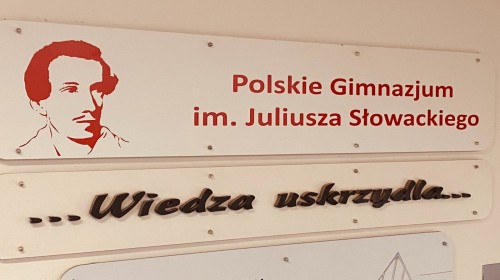 Polskie Gimnazjum
im. Juliusza Słowackiego
...Wiedza uskrzydla...